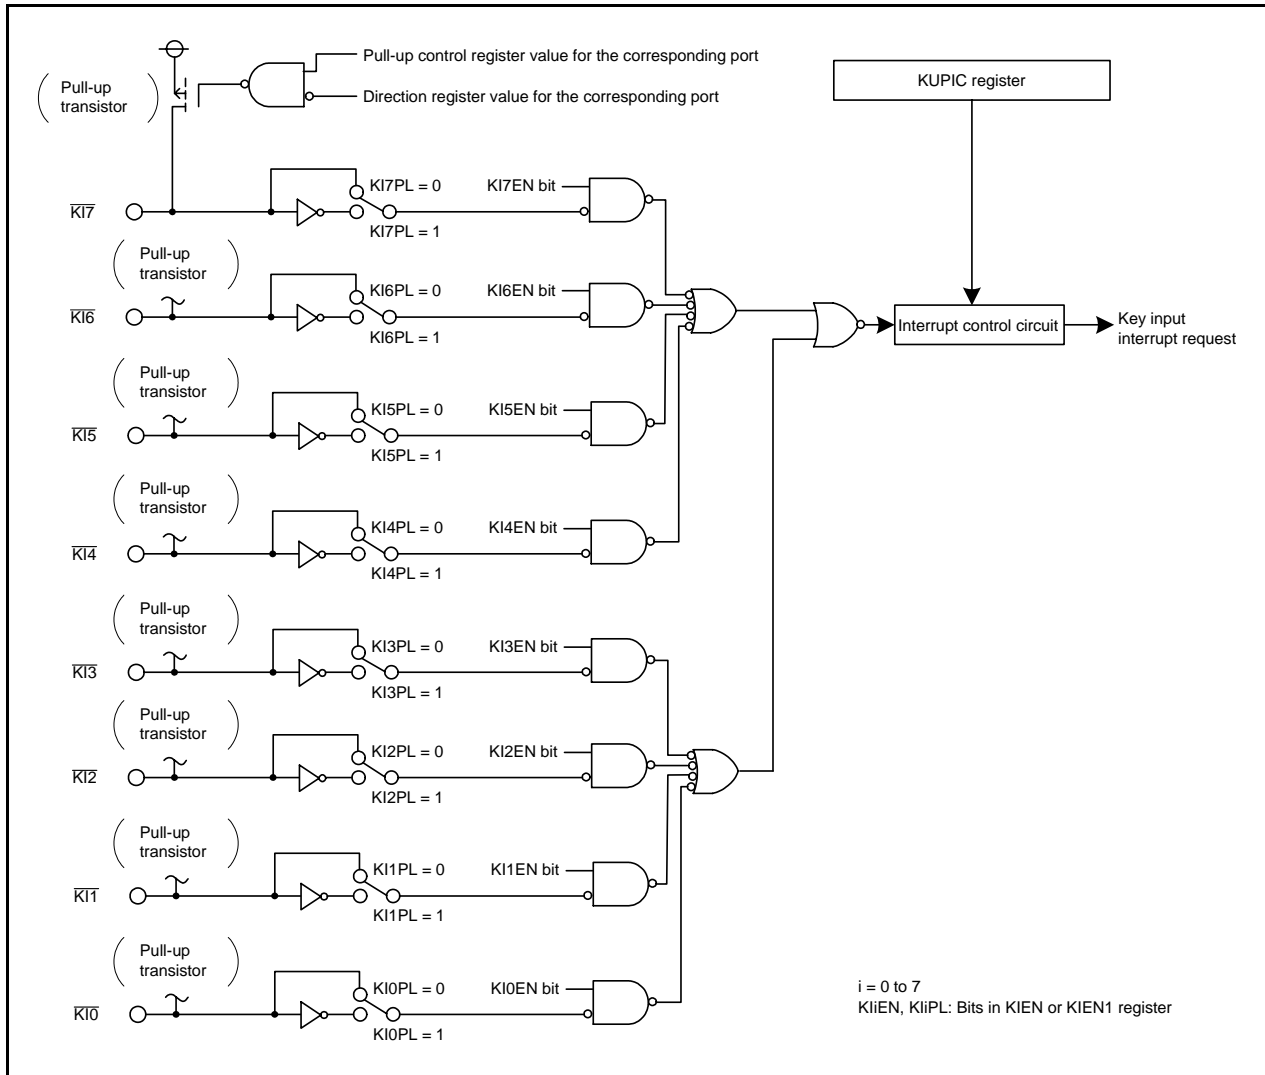 Pull-up control register value for the corresponding port
Direction register value for the corresponding port
Pull-up
transistor
KUPIC register
KI7
KI7PL = 0
KI7PL = 1
KI7EN bit
Pull-up
transistor
KI6
KI6PL = 0
KI6PL = 1
KI6EN bit
Interrupt control circuit
Key input
interrupt request
Pull-up
transistor
KI5
KI5PL = 0
KI5PL = 1
KI5EN bit
Pull-up
transistor
KI4
KI4PL = 0
KI4PL = 1
KI4EN bit
Pull-up
transistor
KI3
KI3PL = 0
KI3PL = 1
KI3EN bit
Pull-up
transistor
KI2
KI2PL = 0
KI2PL = 1
KI2EN bit
Pull-up
transistor
KI1
KI1PL = 0
KI1PL = 1
KI1EN bit
Pull-up
transistor
KI0
KI0PL = 0
KI0PL = 1
KI0EN bit
i = 0 to 7
KIiEN, KIiPL: Bits in KIEN or KIEN1 register